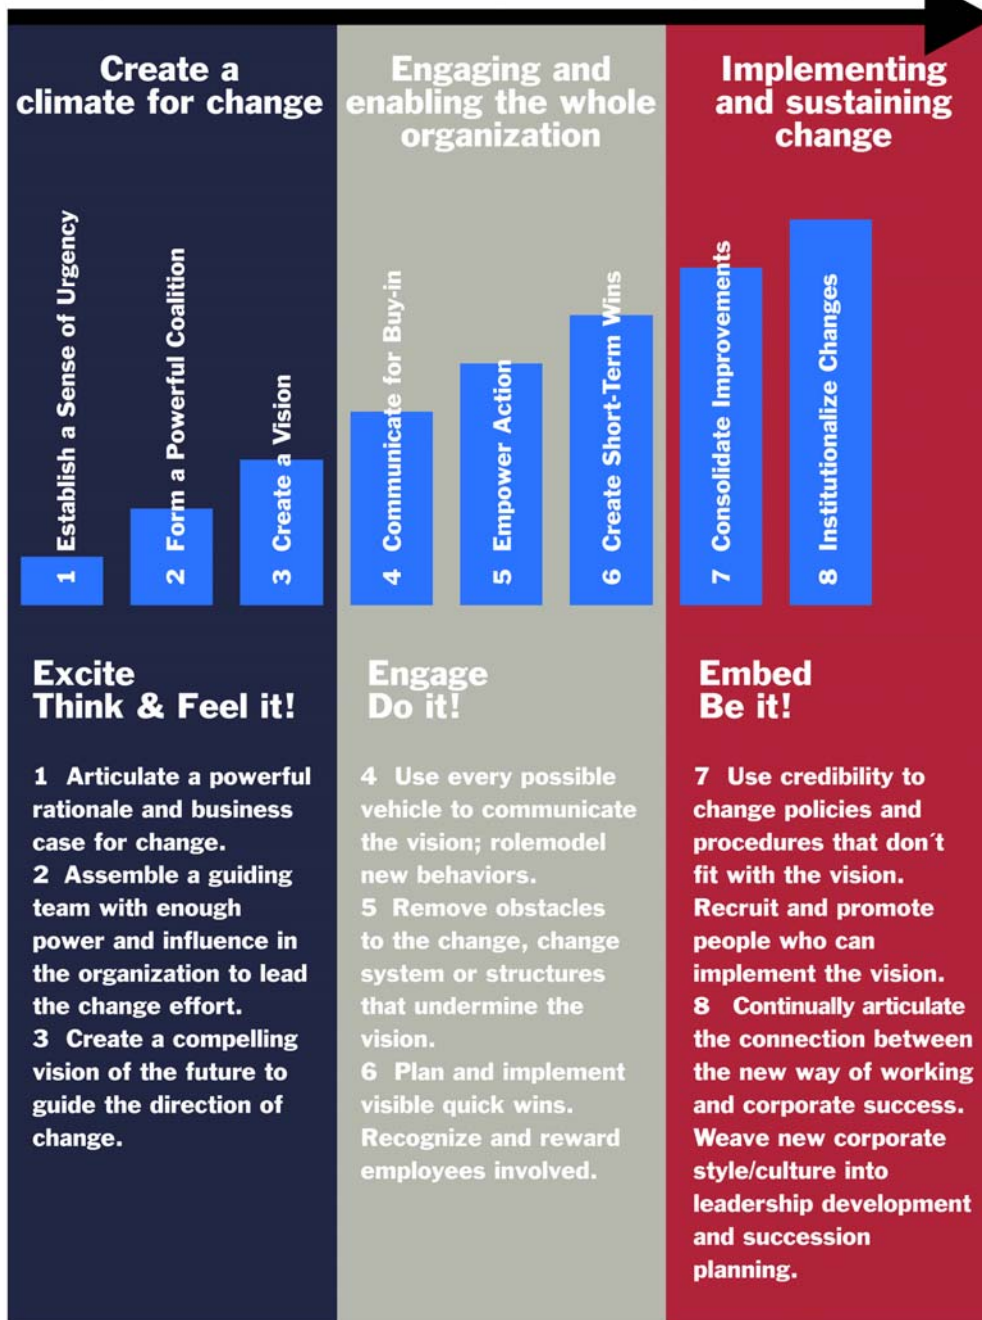 Create a
climate for change
Engaging and
enabling the whole
organization
Implementing
and sustaining
change
1 Establish a Sense of Urgency
2 Form a Powerful Coalition
3 Create a Vision
4 Communicate for Buy-in
5 Empower Action
6 Create Short-Term Wins
7 Consolidate Improvements
8 Institutionalize Changes
Excite
Think & Feel it!
1 Articulate a powerful
rationale and business
case for change.
2 Assemble a guiding
team with enough
power and influence in
the organization to lead
the change effort.
3 Create a compelling
vision of the future to
guide the direction of
change.
Engage
Do it!
4 Use every possible
vehicle to communicate
the vision; rolemodel
new behaviors.
5 Remove obstacles
to the change, change
system or structures
that undermine the
vision.
6 Plan and implement
visible quick wins.
Recognize and reward
employees involved.
Embed
Be it!
7 Use credibility to
change policies and
procedures that don´t
fit with the vision.
Recruit and promote
people who can
implement the vision.
8 Continually articulate
the connection between
the new way of working
and corporate success.
Weave new corporate
style/culture into
leadership development
and succession
planning.